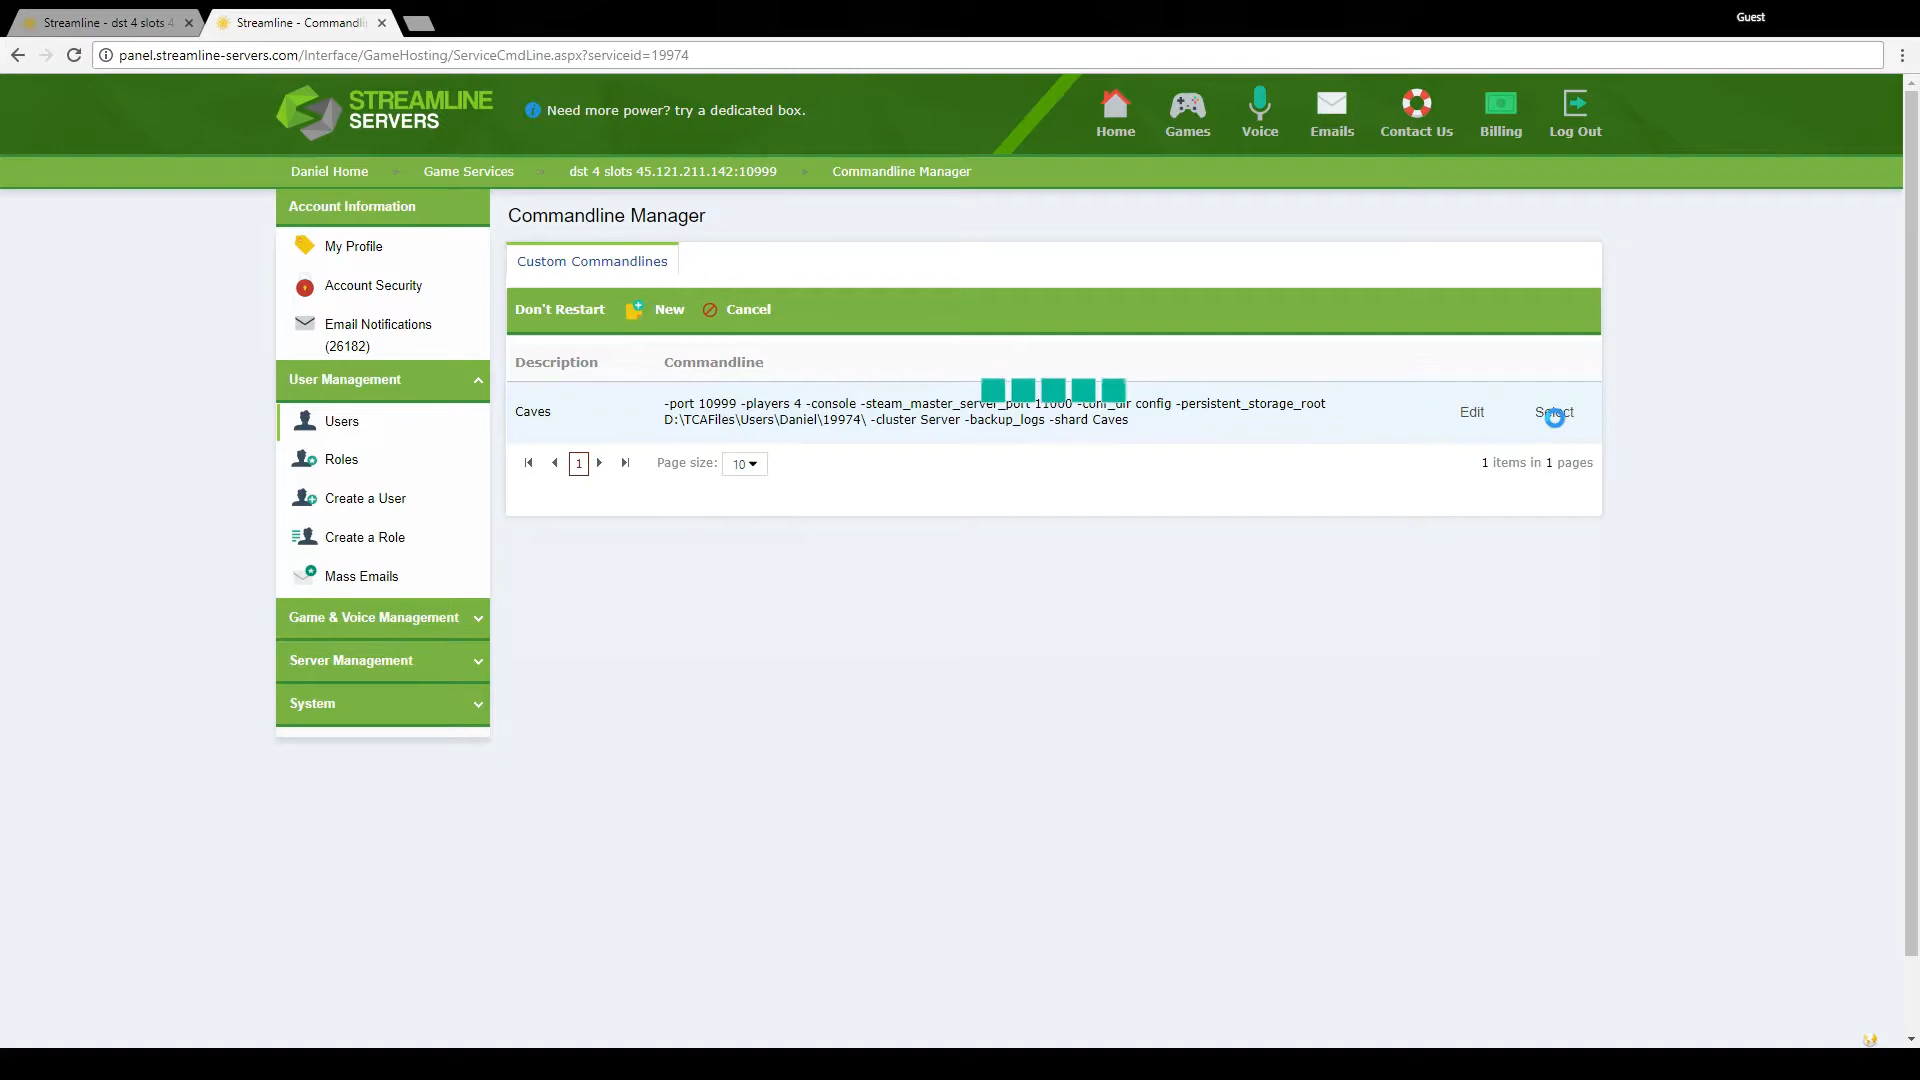 Streamline - dst 4 slots 4
Streamline - Commandli
Guest
panel.streamline-servers.com/Interface/GameHosting/ServiceCmdLine.aspx?serviceid=19974
STREAMLINE
SERVERS
Need more power? try a dedicated box.
Home
Games
Voice
Emails
Contact Us
Billing
Log Out
Daniel Home
Game Services
dst 4 slots 45.121.211.142:10999
Commandline Manager
Account Information
My Profile
Account Security
Email Notifications
(26182)
User Management
Users
Roles
Create a User
Create a Role
Mass Emails
Game & Voice Management
Server Management
System
Commandline Manager
Custom Commandlines
Don't Restart
New
Cancel
Description
Commandline
Caves
-port 10999 -players 4 -console -steam_master_server_port 11000 -conf_dir config -persistent_storage_root
D:\TCAFiles\Users\Daniel\19974\ -cluster Server -backup_logs -shard Caves
Edit
Select
1
Page size:
10
1 items in 1 pages